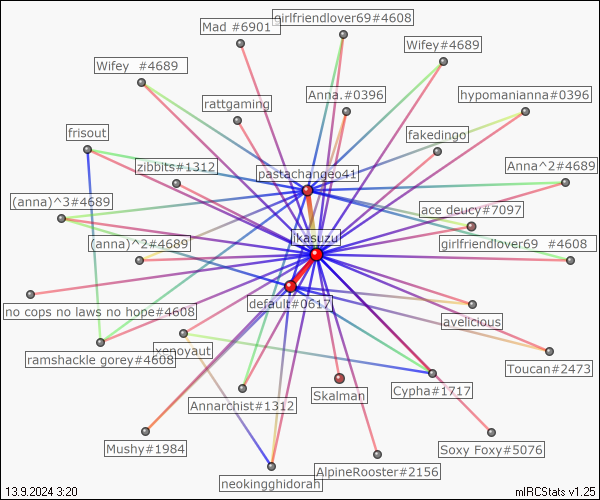 girlfriendlover69#4608
Mad #6901
Wifey#4689
Wifey  #4689
Anna.#0396
hypomanianna#0396
rattgaming
frisout
fakedingo
zibbits#1312
Anna^2#4689
pastachangeo41
(anna)^3#4689
ace deucy#7097
jkasuzu
(anna)^2#4689
girlfriendlover69  #4608
default#0617
no cops no laws no hope#4608
avelicious
xenoyaut
ramshackle gorey#4608
Toucan#2473
Cypha#1717
Skalman
Annarchist#1312
Mushy#1984
Soxy Foxy#5076
AlpineRooster#2156
neokingghidorah
13.9.2024 3:20
mIRCStats v1.25